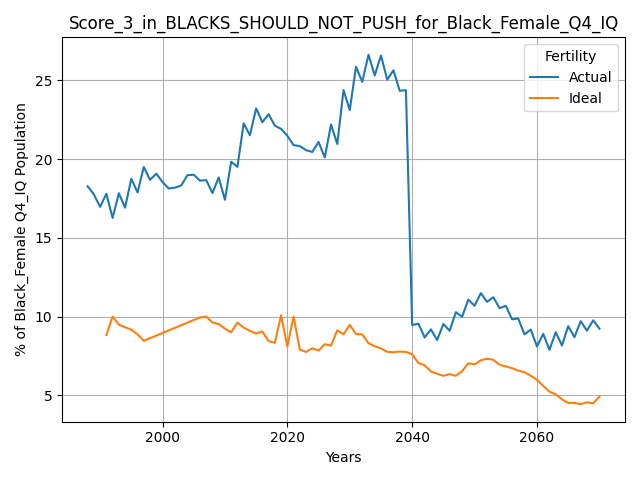 Score_3_in_BLACKS_SHOULD_NOT_PUSH_for_Black_Female_Q4_IQ
Fertility
Actual
Ideal
% of Black_Female Q4_IQ Population
25
20
15
10
5
2000
2020
2040
2060
Years